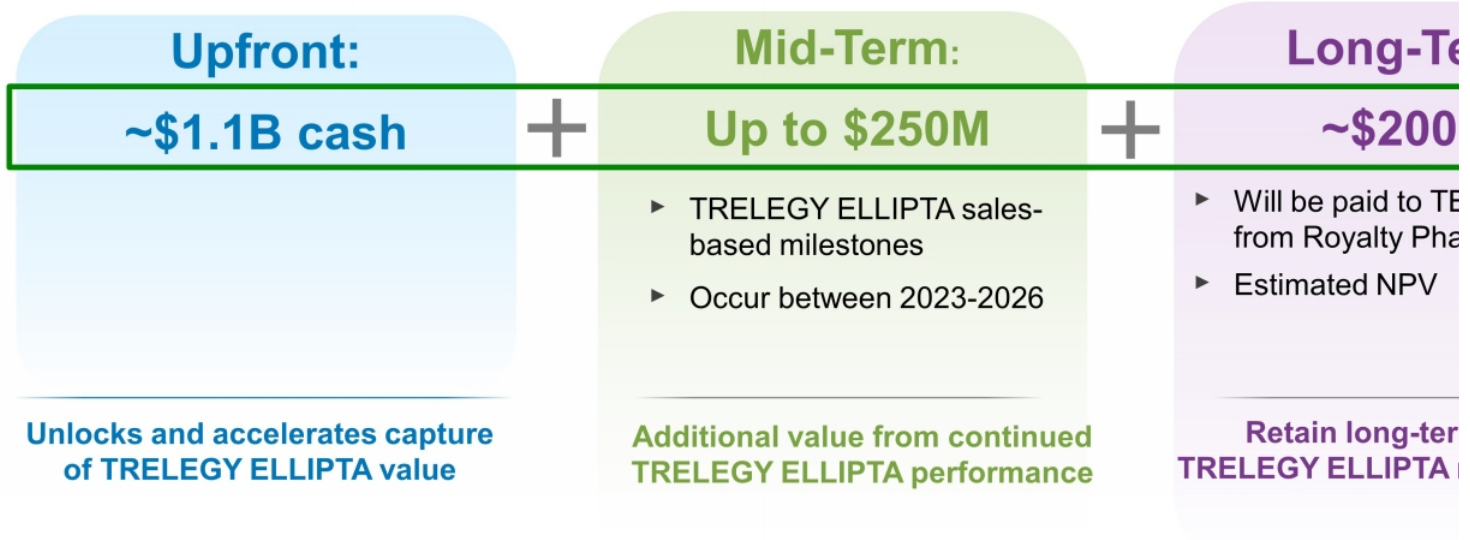 Upfront:
~$1.1B cash
Unlocks and accelerates capture
of TRELEGY ELLIPTA value
+
Mid-Term:
Up to $250M
► TRELEGY ELLIPTA sales-
based milestones
► Occur between 2023-2026
Additional value from continued
TRELEGY ELLIPTA performance
+
Long-Te
~$200
► Will be paid to TE
from Royalty Pha
► Estimated NPV
Retain long-ter
TRELEGY ELLIPTA